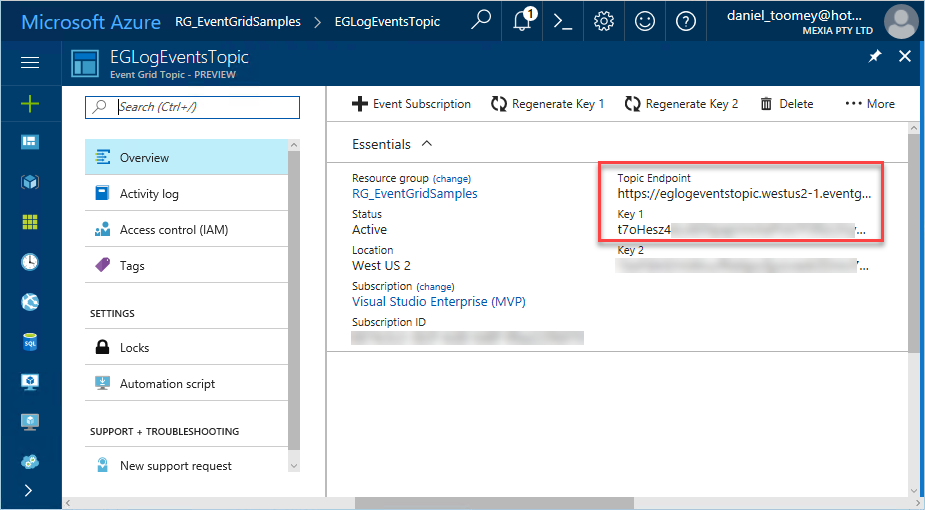 Microsoft Azure RG_EventGridSamples > EGLogEventsTopic 1 daniel_toomey@hot...
MEXIA PTY LTD
EGLogEventsTopic
Event Grid Topic - PREVIEW
Search (Ctrl+/)
Event Subscription Regenerate Key 1 Regenerate Key 2 Delete More
Overview
Activity log
Access control (IAM)
Tags
SETTINGS
Locks
Automation script
SUPPORT + TROUBLESHOOTING
New support request
Essentials
Resource group (change)
RG_EventGridSamples
Status
Active
Location
West US 2
Subscription (change)
Visual Studio Enterprise (MVP)
Subscription ID
Topic Endpoint
https://eglogeventstopic.westus2-1.eventg...
Key 1
t7oHesz4
Key 2
SQL